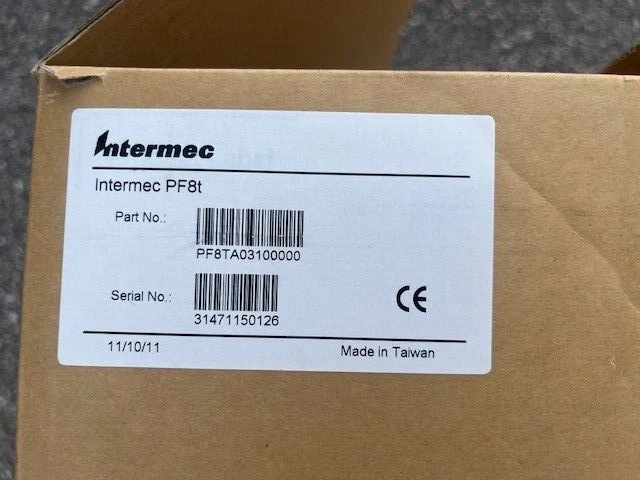 Intermec
Intermec PF8t
Part No.:
PF8TA03100000
Serial No.:
31471150126
CE
11/10/11 Made in Taiwan